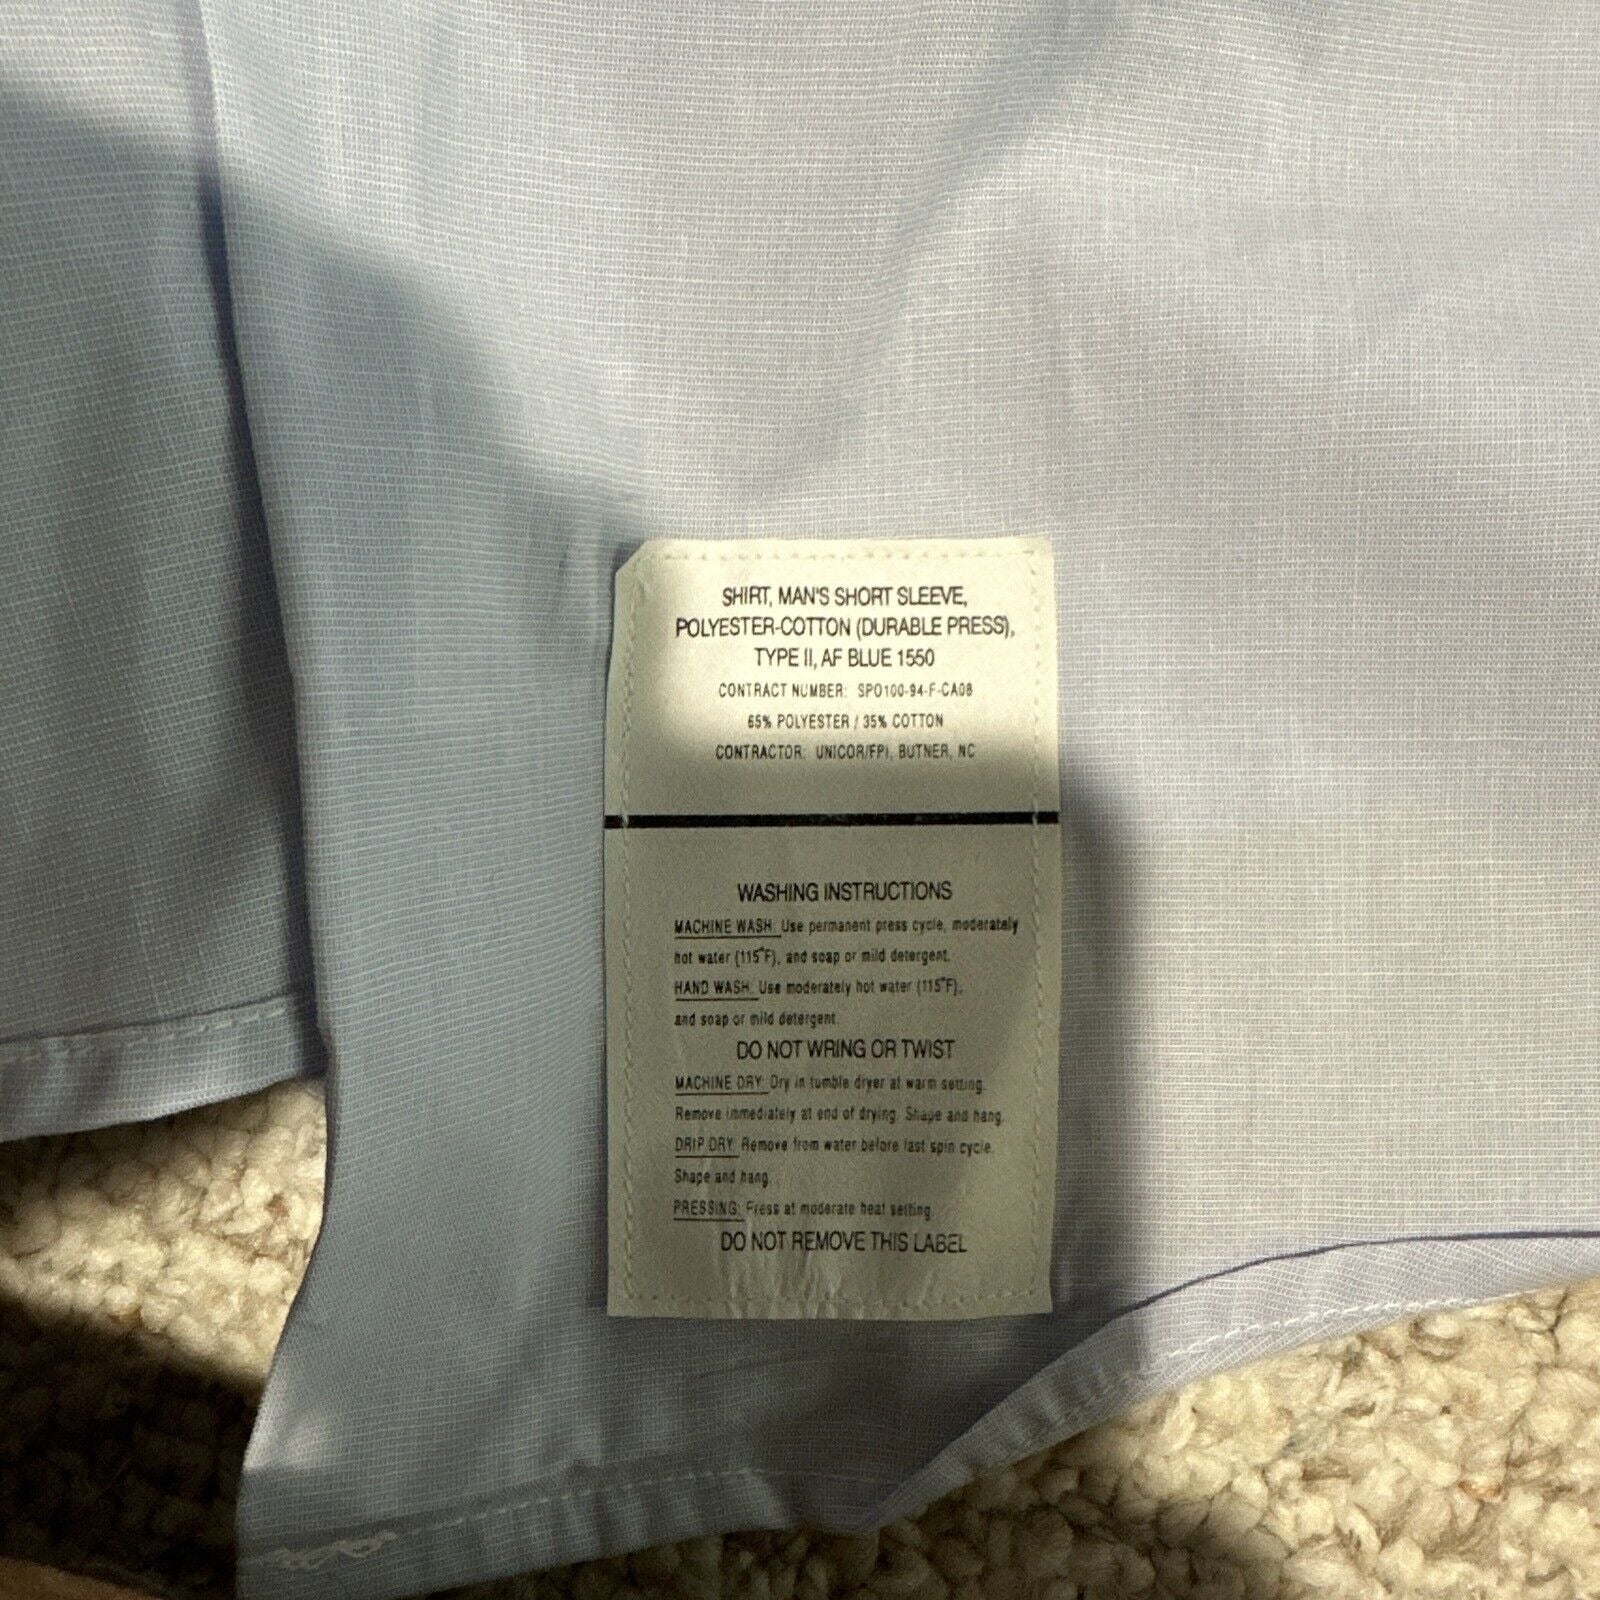 SHIRT, MAN'S SHORT SLEEVE,
POLYESTER-COTTON (DURABLE PRESS),
TYPE II, AF BLUE 1550
CONTRACT NUMBER: SPO100-94-F-CA08
65% POLYESTER / 35% COTTON
CONTRACTOR: UNICOR/FPI, BUTNER, NC
WASHING INSTRUCTIONS
MACHINE WASH: Use permanent press cycle, moderately
hot water (115°F), and soap or mild detergent.
HAND WASH: Use moderately hot water (115°F),
and soap or mild detergent.
DO NOT WRING OR TWIST
MACHINE DRY: Dry in tumble dryer at warm setting.
Remove immediately at end of drying. Shape and hang.
DRIP DRY: Remove from water before last spin cycle.
Shape and hang.
PRESSING: Press at moderate heat setting.
DO NOT REMOVE THIS LABEL